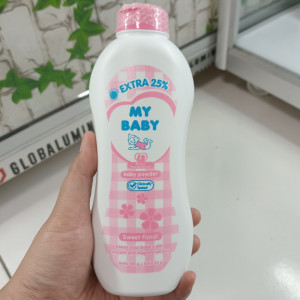 EXTRA 25%
MY
BABY
baby powder
Sweet Floral
GLOBALUMIN